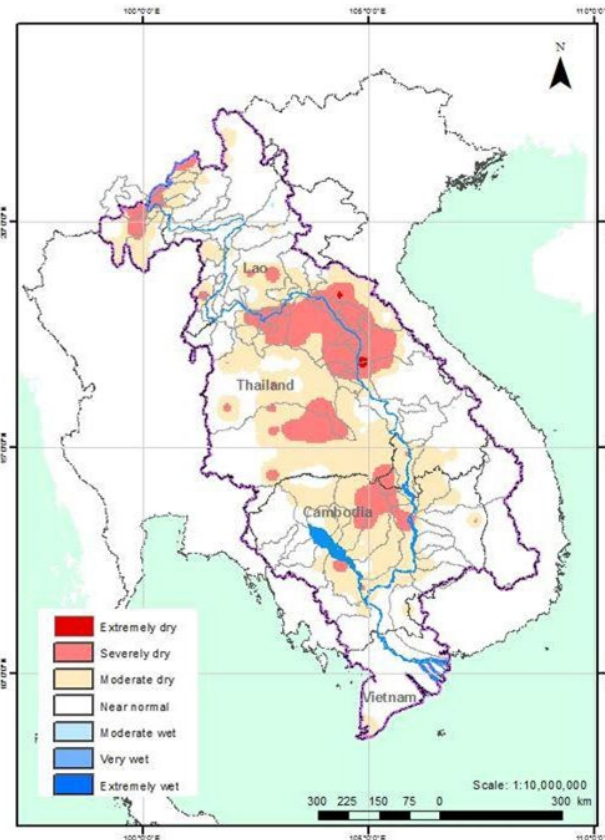 100°0'0"E 105°0'0"E 110°0'0"E
N
Lao
Thailand
Cambodia
Vietnam
Extremely dry
Severely dry
Moderate dry
Near normal
Moderate wet
Very wet
Extremely wet
Scale: 1:10,000,000
300 225 150 75 0 300 km